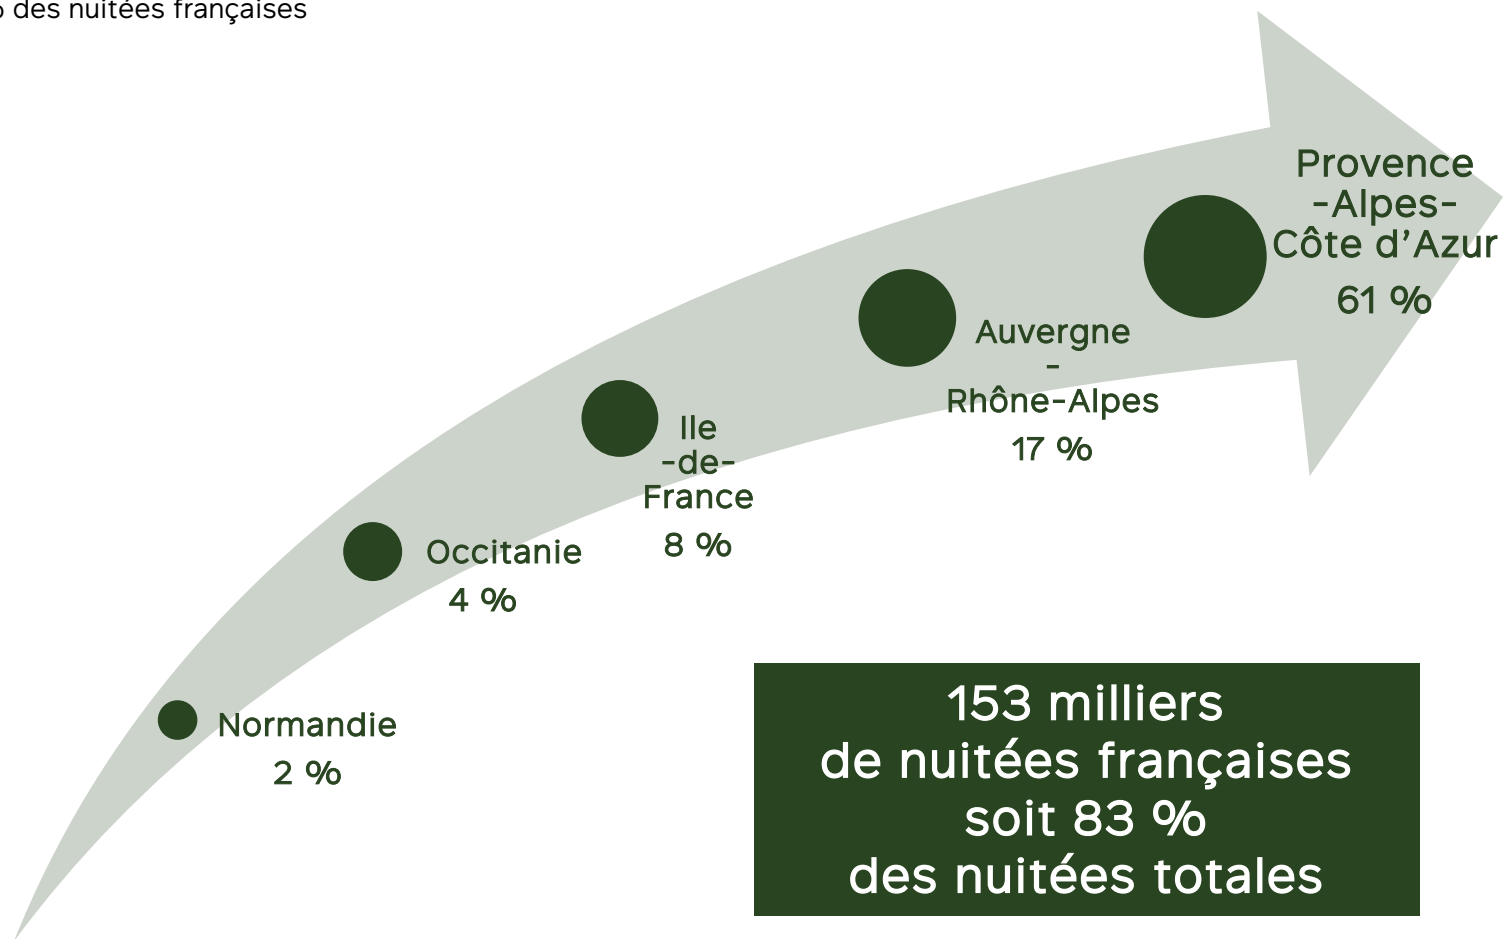 des nuitées françaises
Provence
-Alpes-
Côte d’Azur
61 %
Auvergne
-
Rhône-Alpes
17 %
Ile
-de-
France
8 %
Occitanie
4 %
Normandie
2 %
153 milliers
de nuitées françaises
soit 83 %
des nuitées totales